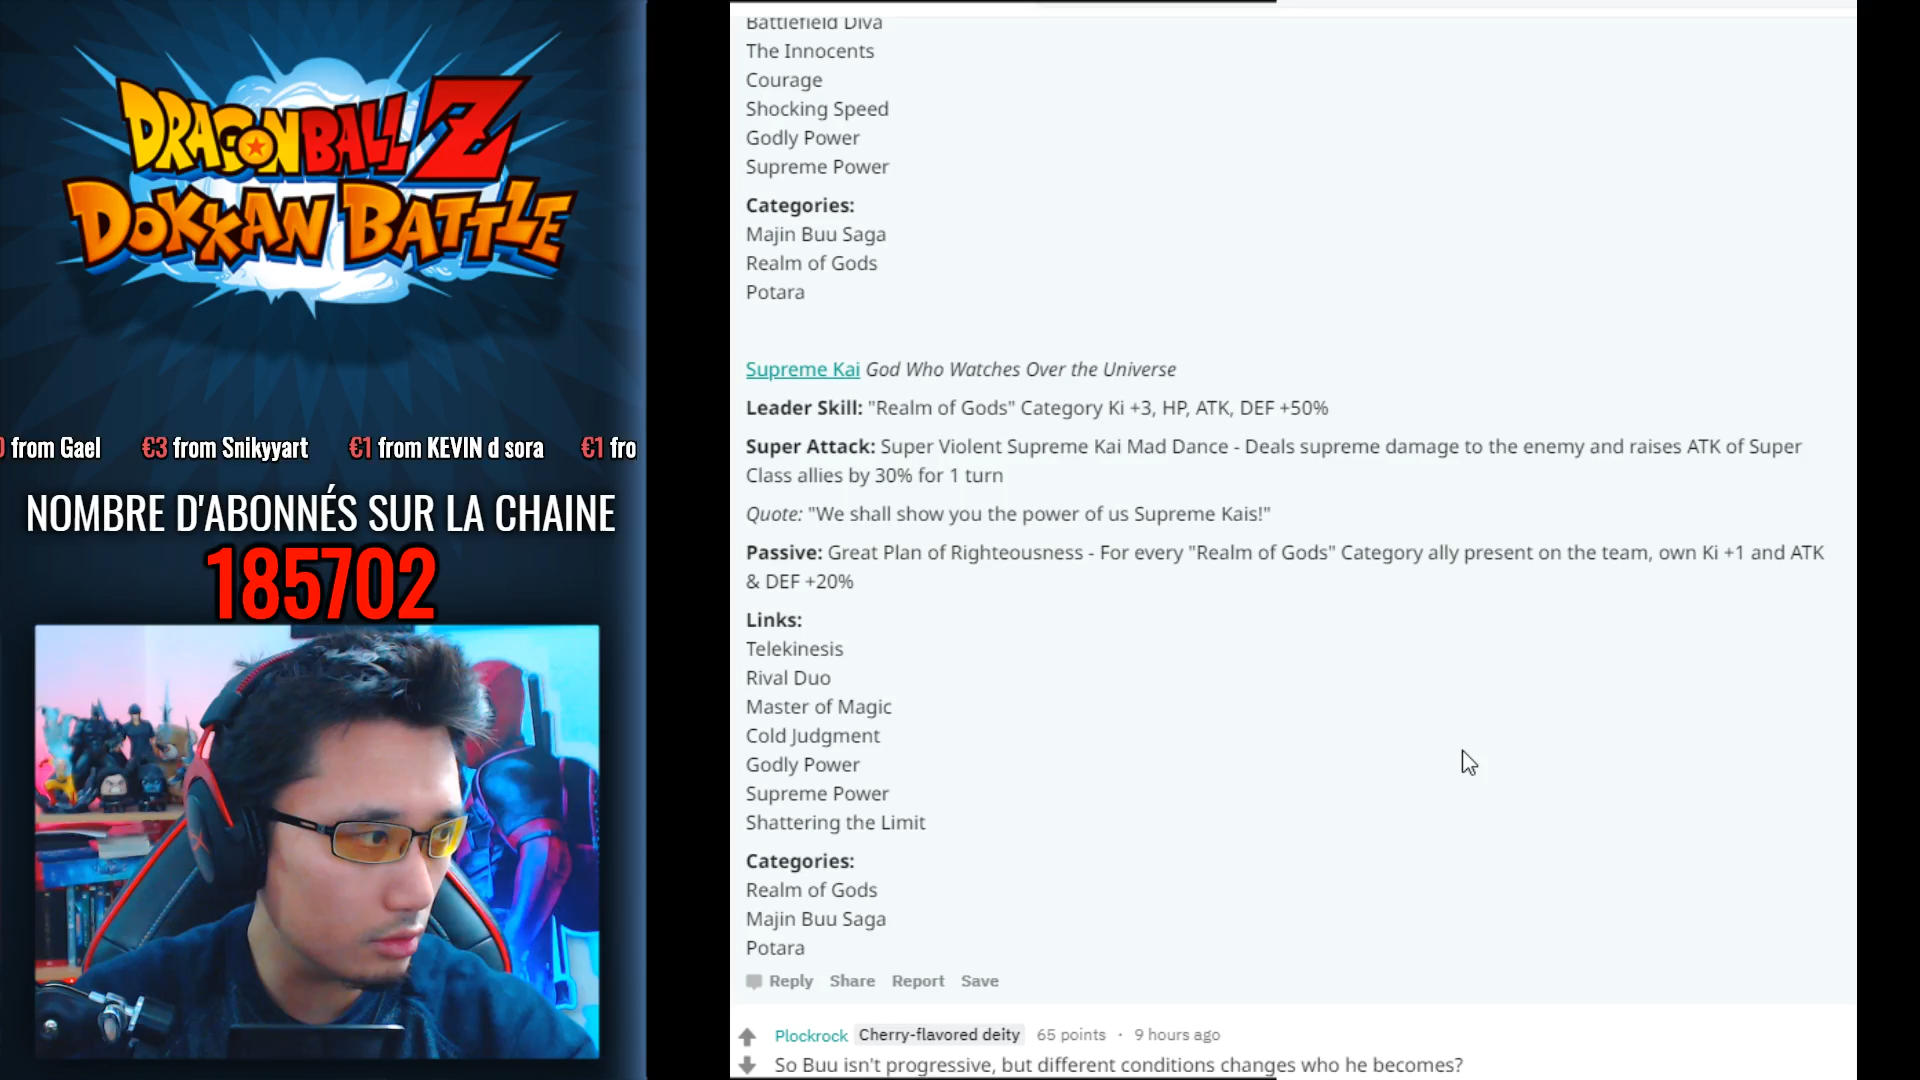 DRAGONBALL Z
DOKKAN BATTLE
from Gael €3 from Snikyyart €1 from KEVIN d sora €1 fro
NOMBRE D'ABONNÉS SUR LA CHAINE
185702
Battlefield Diva
The Innocents
Courage
Shocking Speed
Godly Power
Supreme Power
Categories:
Majin Buu Saga
Realm of Gods
Potara
Supreme Kai God Who Watches Over the Universe
Leader Skill: "Realm of Gods" Category Ki +3, HP, ATK, DEF +50%
Super Attack: Super Violent Supreme Kai Mad Dance - Deals supreme damage to the enemy and raises ATK of Super
Class allies by 30% for 1 turn
Quote: "We shall show you the power of us Supreme Kais!"
Passive: Great Plan of Righteousness - For every "Realm of Gods" Category ally present on the team, own Ki +1 and ATK
& DEF +20%
Links:
Telekinesis
Rival Duo
Master of Magic
Cold Judgment
Godly Power
Supreme Power
Shattering the Limit
Categories:
Realm of Gods
Majin Buu Saga
Potara
Reply Share Report Save
Plockrock Cherry-flavored deity 65 points · 9 hours ago
So Buu isn't progressive, but different conditions changes who he becomes?